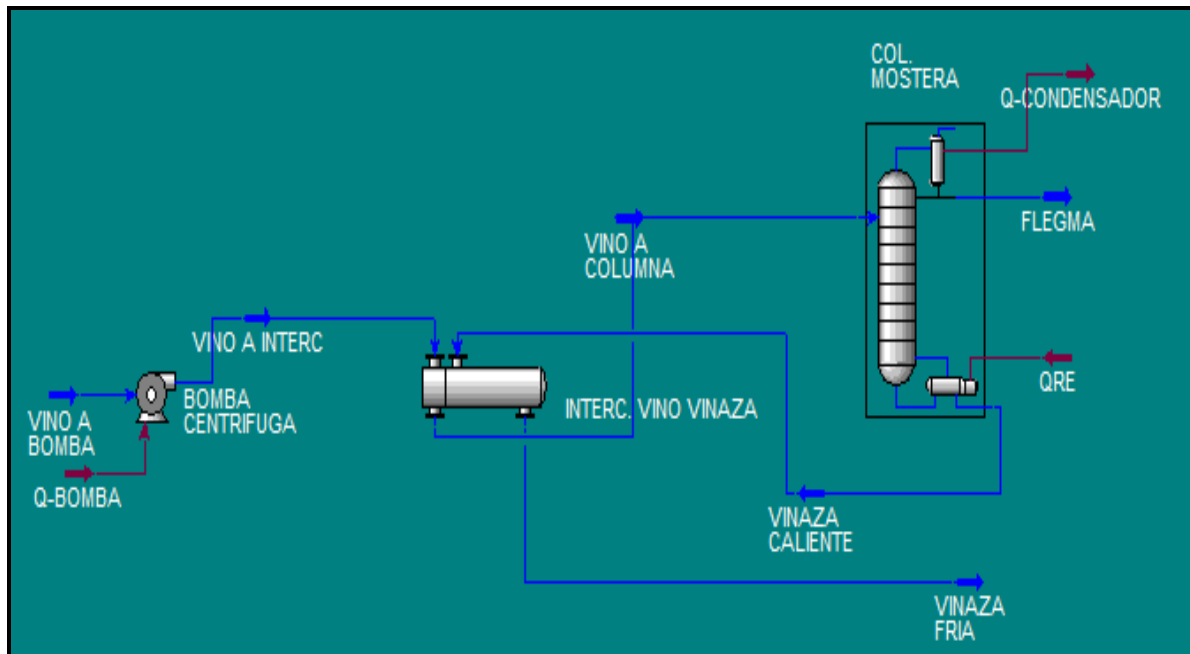 COL.
MOSTERA
Q-CONDENSADOR
FLEGMA
VINO A
COLUMNA
VINO A INTERC
QRE
BOMBA
CENTRIFUGA
INTERC. VINO VINAZA
VINO A
BOMBA
Q-BOMBA
VINAZA
CALIENTE
VINAZA
FRIA